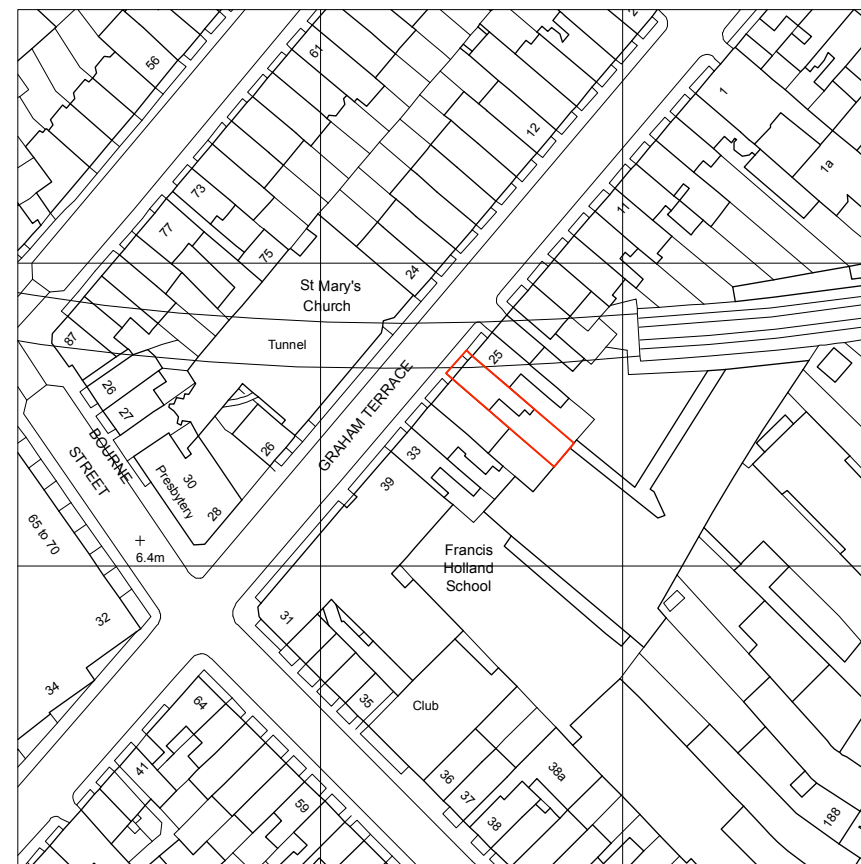 56
61
2
12
1
1a
11
73
77
75
24
St Mary's
Church
Tunnel
87
26
27
BOURNE
STREET
30
Presbytery
28
26
GRAHAM TERRACE
25
33
39
65 to 70
6.4m
Francis
Holland
School
32
34
31
35
Club
64
41
59
36
37
38
38a
188